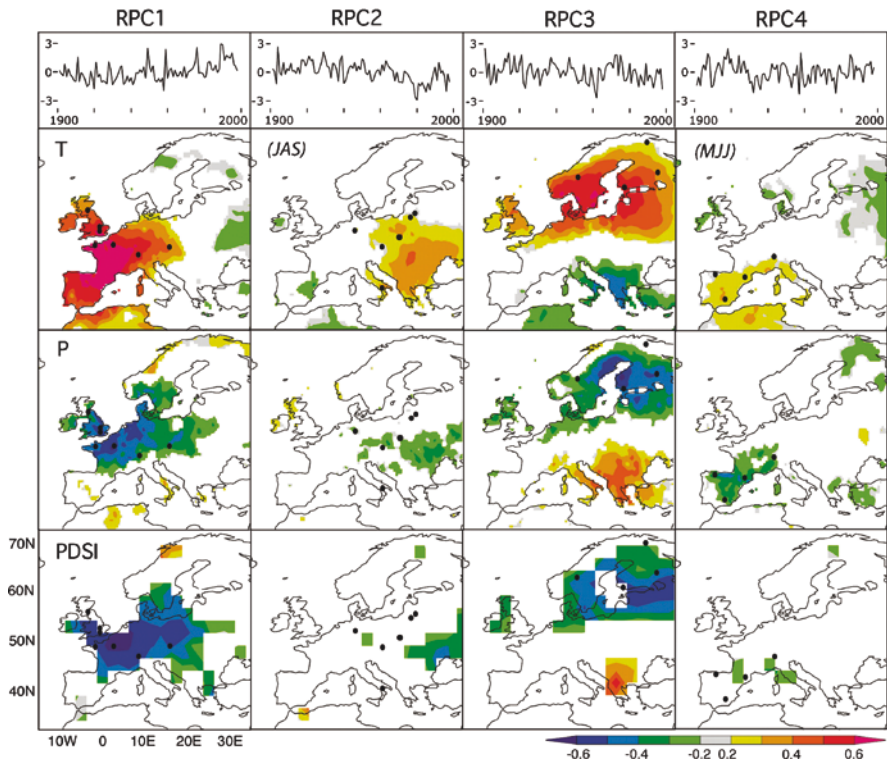 RPC1 RPC2 RPC3 RPC4
3 3 3 3
0 0 0 0
-3 -3 -3 -3
1900 2000 1900 2000 1900 2000 1900 2000
T (JAS) (MJJ)
P
PDSI
70N
60N
50N
40N
10W 0 10E 20E 30E
-0.6 -0.4 -0.2 0.2 0.4 0.6